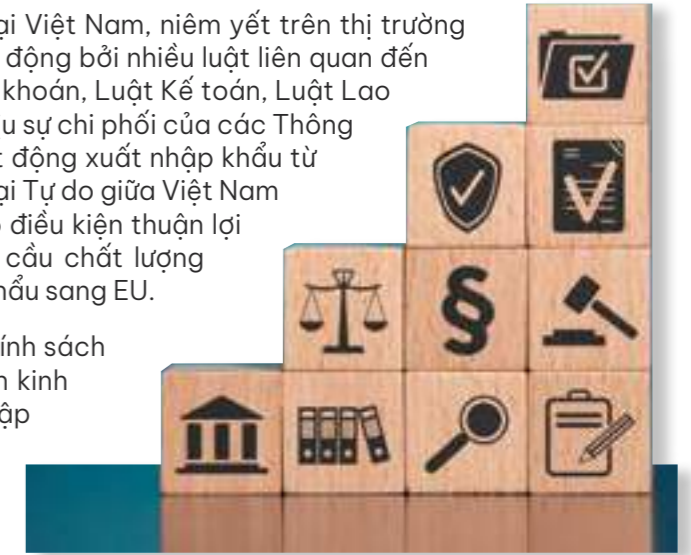 ại Việt Nam, niêm yết trên thị trường
động bởi nhiều luật liên quan đến
khoán, Luật Kế toán, Luật Lao
u sự chi phối của các Thông
t động xuất nhập khẩu từ
ại Tự do giữa Việt Nam
điều kiện thuận lợi
cầu chất lượng
hẩu sang EU.
ính sách
n kinh
ập
§